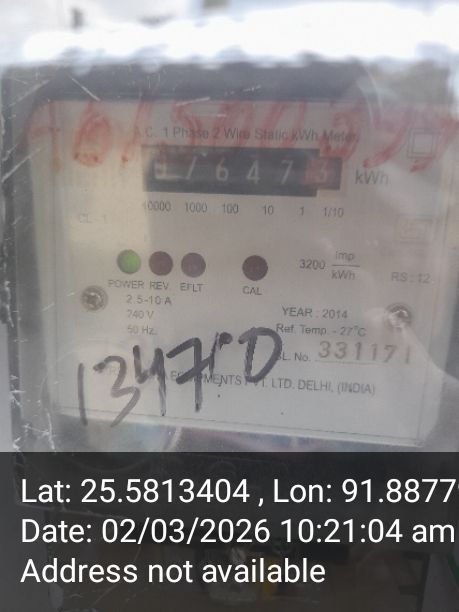 A.C. 1 Phase 2 Wire Static kWh Meter
97647 kWh
10000 1000 100 10 1 1/10
CL. 1
3200 imp
kWh
POWER REV. EFLT CAL
RS : 12
2.5-10 A
240 V
50 Hz.
YEAR : 2014
Ref. Temp. - 27°C
SL. No. 331171
LTD. DELHI, (INDIA)
Lat: 25.5813404 , Lon: 91.8877
Date: 02/03/2026 10:21:04 am
Address not available